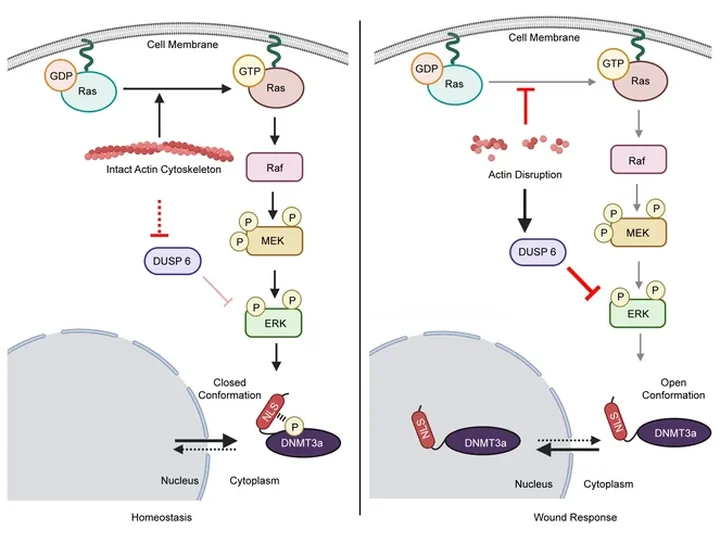 Cell Membrane
GDP
Ras
GTP
Ras
Intact Actin Cytoskeleton
Raf
P
P
P
MEK
DUSP 6
P
P
ERK
Closed
Conformation
NLS
P
DNMT3a
Nucleus
Cytoplasm
Homeostasis
Cell Membrane
GDP
Ras
GTP
Ras
Actin Disruption
Raf
P
P
P
MEK
DUSP 6
P
P
ERK
Open
Conformation
NLS
DNMT3a
NLS
DNMT3a
Nucleus
Cytoplasm
Wound Response